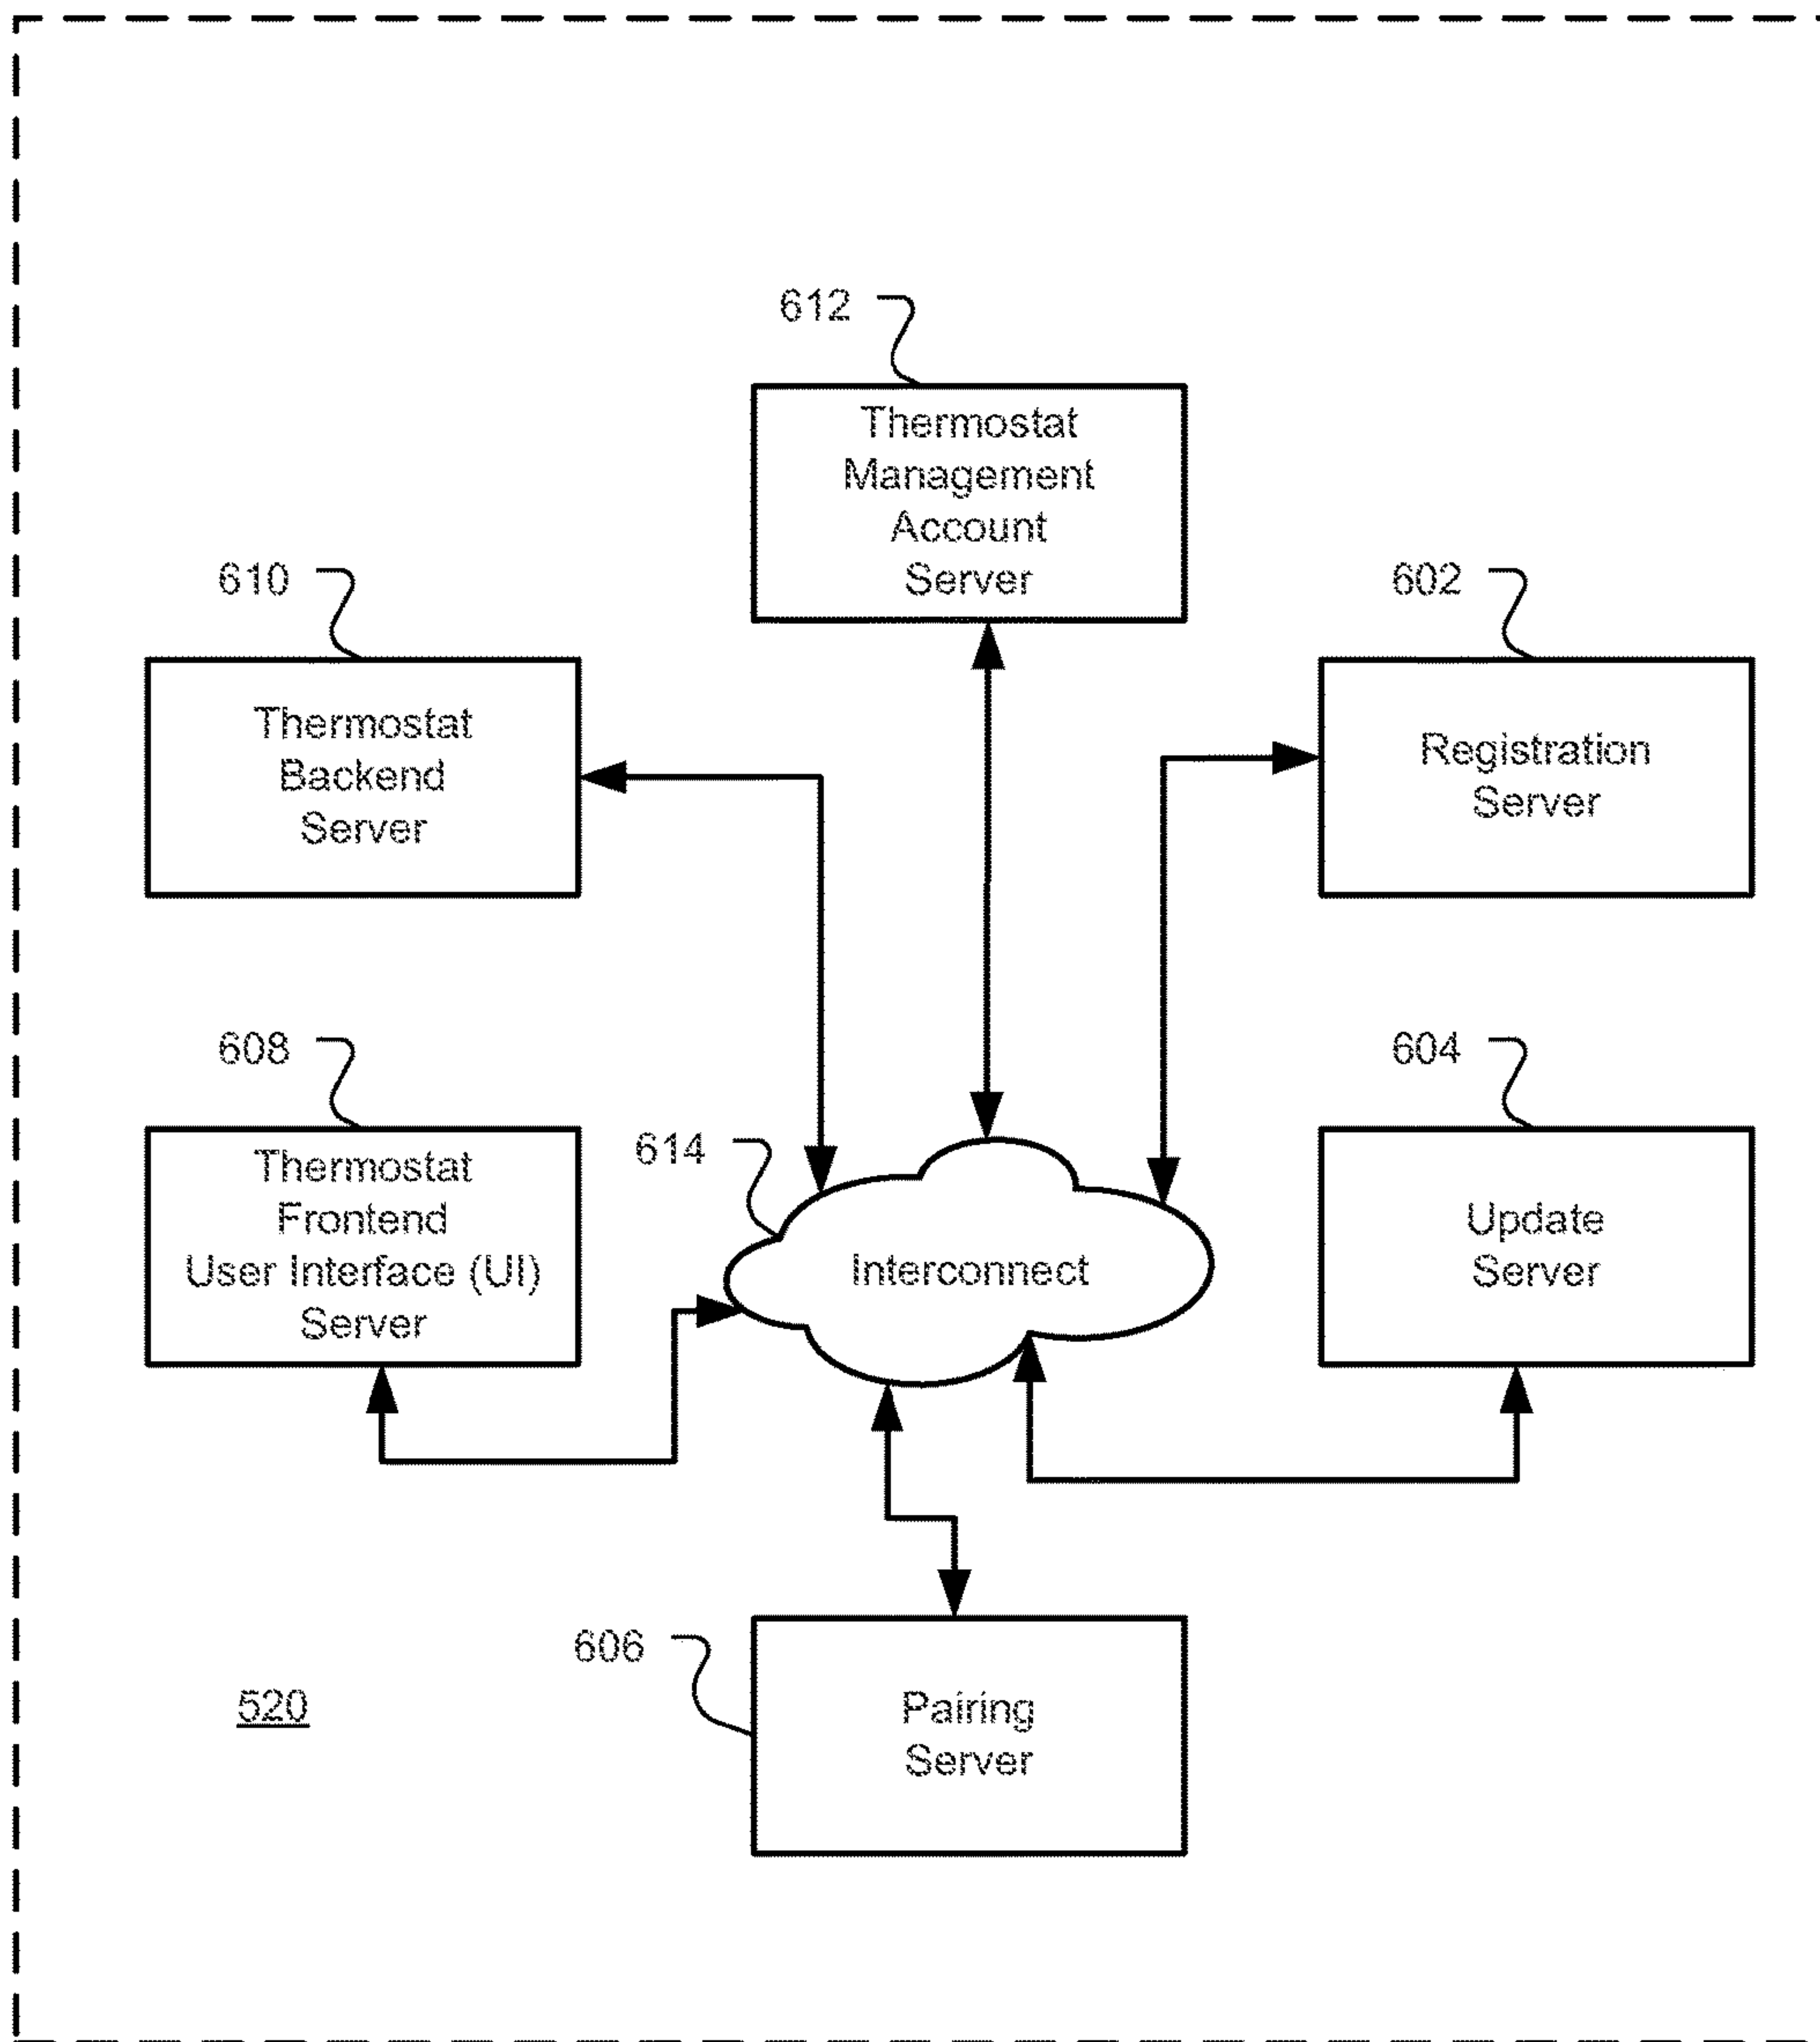 612
Thermostat
Management
Account
Server
610
Thermostat
Backend
Server
602
Registration
Server
608
Thermostat
Frontend
User Interface (UI)
Server
614
Interconnect
604
Update
Server
606
Pairing
Server
520